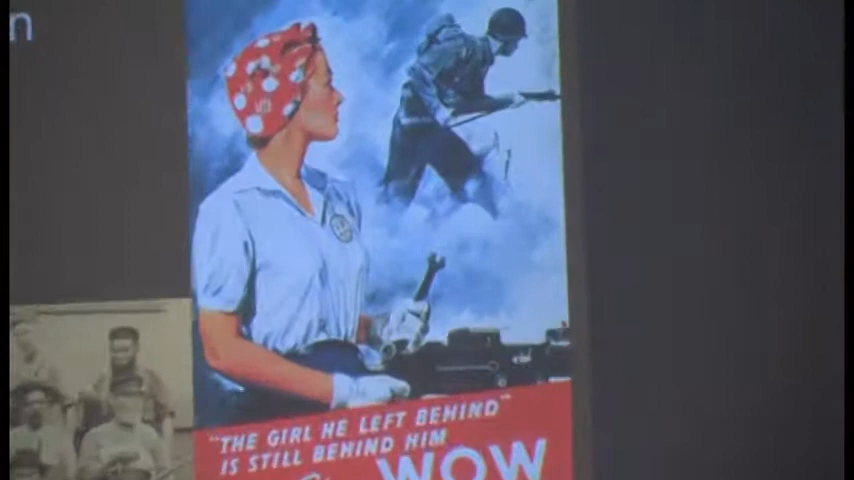 n
"THE GIRL HE LEFT BEHIND"
IS STILL BEHIND HIM
WOW